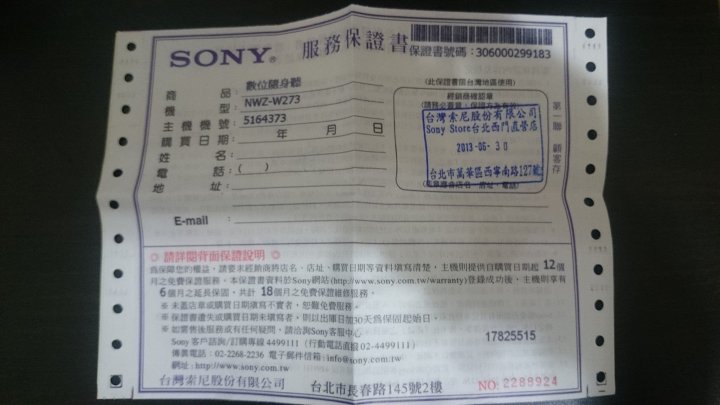 SONY® 服務保證書 保證書號碼：306000299183
(此保證書限台灣地區使用)
商品：數位隨身聽
機型：NWZ-W273
主機機號：5164373
購買日期：年 月 日
姓名：
電話：( )
地址：
E-mail
經銷商確認章
台灣索尼股份有限公司
Sony Store台北西門直營店
2013-06-30
台北市萬華區西寧南路127號
第一聯 顧客存
◎ 請詳閱背面保證說明 ◎
為保障您的權益，請要求經銷商將店名、店址、購買日期等資料填寫清楚，主機則提供自購買日期起12個
月之免費保證服務。本保證書資料於Sony網站(http://www.sony.com.tw/warranty)登錄成功後，主機則享有
6個月之延長保固。共計18個月之免費保證維修服務。
※ 未蓋店章或購買日期填寫不實者，恕難免費服務。
※ 保證書遺失或購買日期未填寫者，則以出廠日加30天為保固起始日。
※ 如需售後服務或有任何疑問，請洽詢Sony客服中心
Sony 客戶諮詢/訂購專線 4499111 (行動電話直撥 02-4499111)
傳真電話：02-2268-2236 電子郵件信箱：info@sony.com.tw
網址：http://www.sony.com.tw
17825515
台灣索尼股份有限公司 台北市長春路145號2樓 NO: 2288924